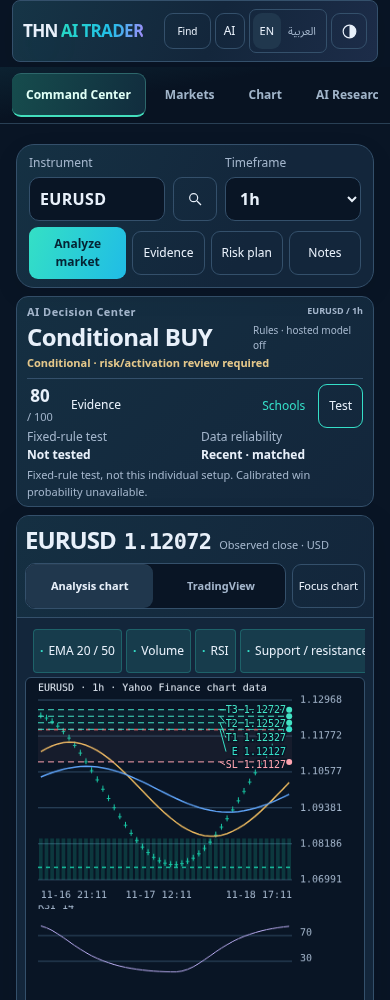 THN AI TRADER
Find
AI
EN
العربية
Command Center
Markets
Chart
AI Researc
Instrument
Timeframe
EURUSD
1h
Analyze
market
Evidence
Risk plan
Notes
AI Decision Center
EURUSD / 1h
Conditional BUY
Rules · hosted model
off
Conditional · risk/activation review required
80
/ 100
Evidence
Schools
Test
Fixed-rule test
Data reliability
Not tested
Recent · matched
Fixed-rule test, not this individual setup. Calibrated win
probability unavailable.
EURUSD 1.12072 Observed close · USD
Analysis chart
TradingView
Focus chart
· EMA 20 / 50
· Volume
· RSI
· Support / resistance
EURUSD · 1h · Yahoo Finance chart data
1.12968
T3 1.12727
T2 1.12527
1.11772
T1 1.12327
E 1.12127
SL 1.11127
1.10577
1.09381
1.08186
1.06991
11-16 21:11
11-17 12:11
11-18 17:11
RSI 14
70
30